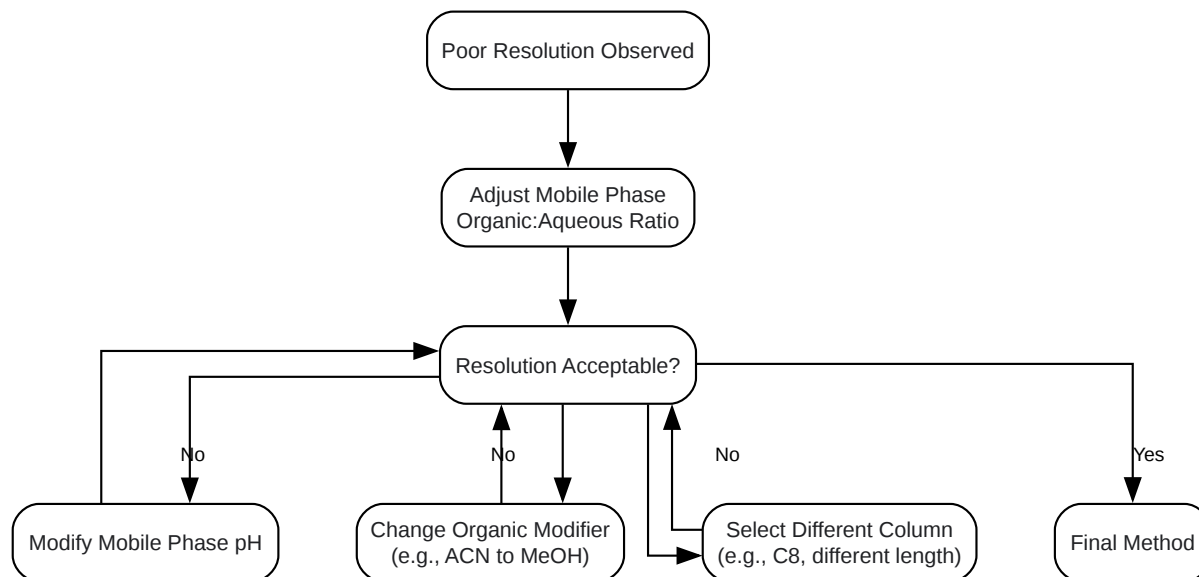 Poor Resolution Observed
Adjust Mobile Phase
Organic:Aqueous Ratio
Resolution Acceptable?
No
No
No
Yes
Modify Mobile Phase pH
Change Organic Modifier
(e.g., ACN to MeOH)
Select Different Column
(e.g., C8, different length)
Final Method